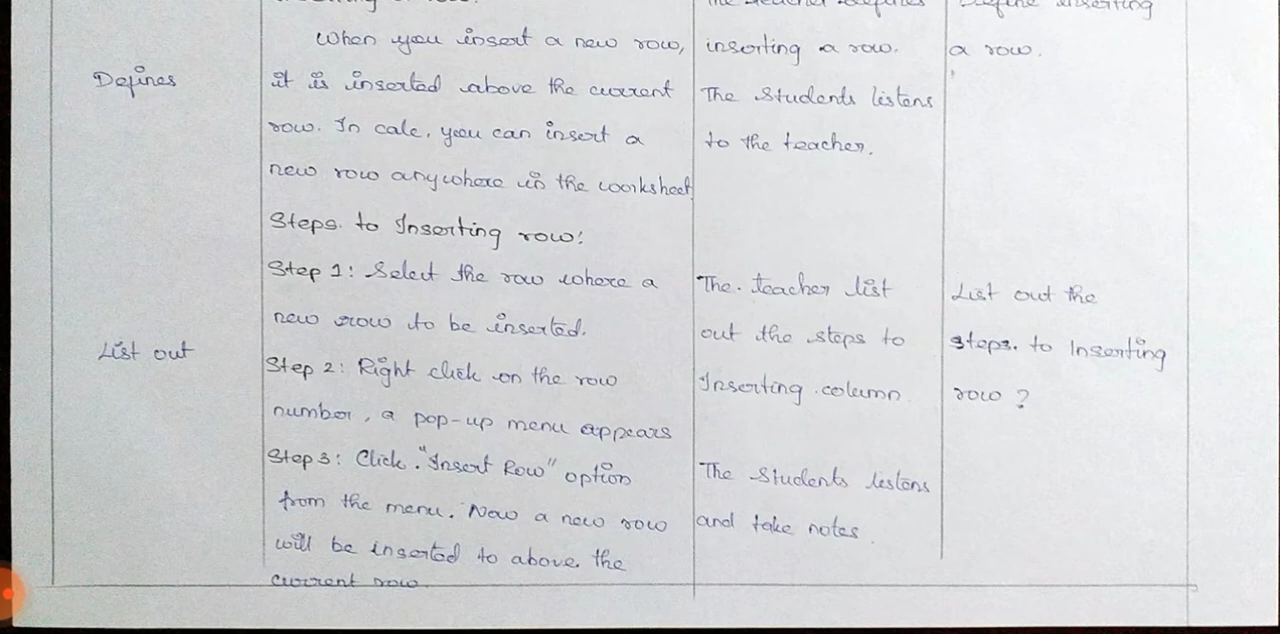 Defines
When you insert a new row,
it is inserted above the current
row. In calc, you can insert a
new row anywhere in the worksheet
Steps. to Inserting row:
List out
Step 1: Select the row where a
new row to be inserted.
Step 2: Right click on the row
number, a pop-up menu appears
Step 3: Click. "Insert Row" option
from the menu. Now a new row
will be inserted to above. the
current row.
The teacher defines
inserting a row.
The Students listens
to the teacher.
The. teacher list
out the steps to
Inserting column.
The Students listens
and take notes.
Define inserting
a row.
List out the
steps. to Inserting
row?